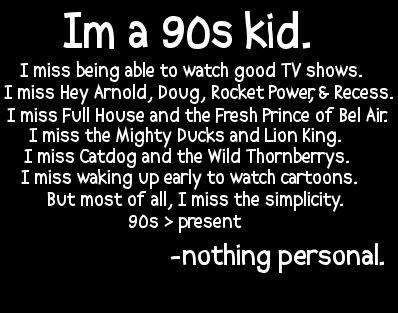 Im a 90s kid.
I miss being able to watch good TV shows.
I miss Hey Arnold, Doug, Rocket Power, & Recess.
I miss Full House and the Fresh Prince of Bel Air.
I miss the Mighty Ducks and Lion King.
I miss Catdog and the Wild Thornberrys.
I miss waking up early to watch cartoons.
But most of all, I miss the simplicity.
90s > present
-nothing personal.